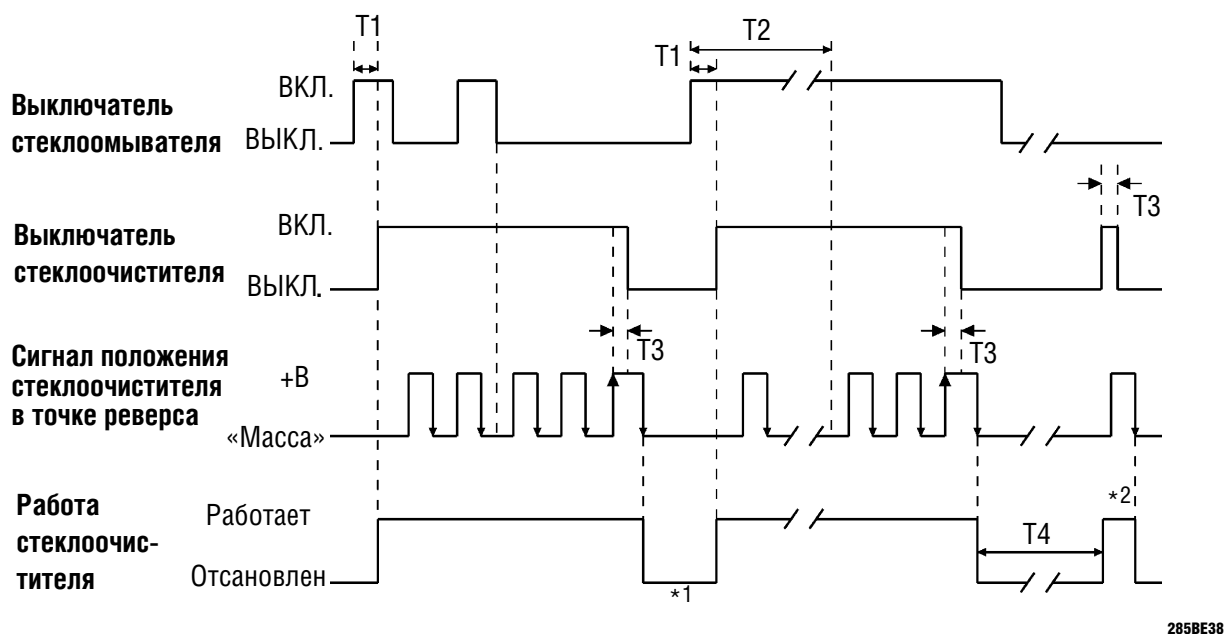 T1
T2
T1
Выключатель
стеклоомывателя
ВКЛ.
ВЫКЛ.
T3
Выключатель
стеклоочистителя
ВКЛ.
ВЫКЛ.
T3
T3
Сигнал положения
стеклоочистителя
в точке реверса
+B
«Масса»
Работа
стеклоочис-
тителя
Работает
Отсановлен
*1
T4
*2
285BE38